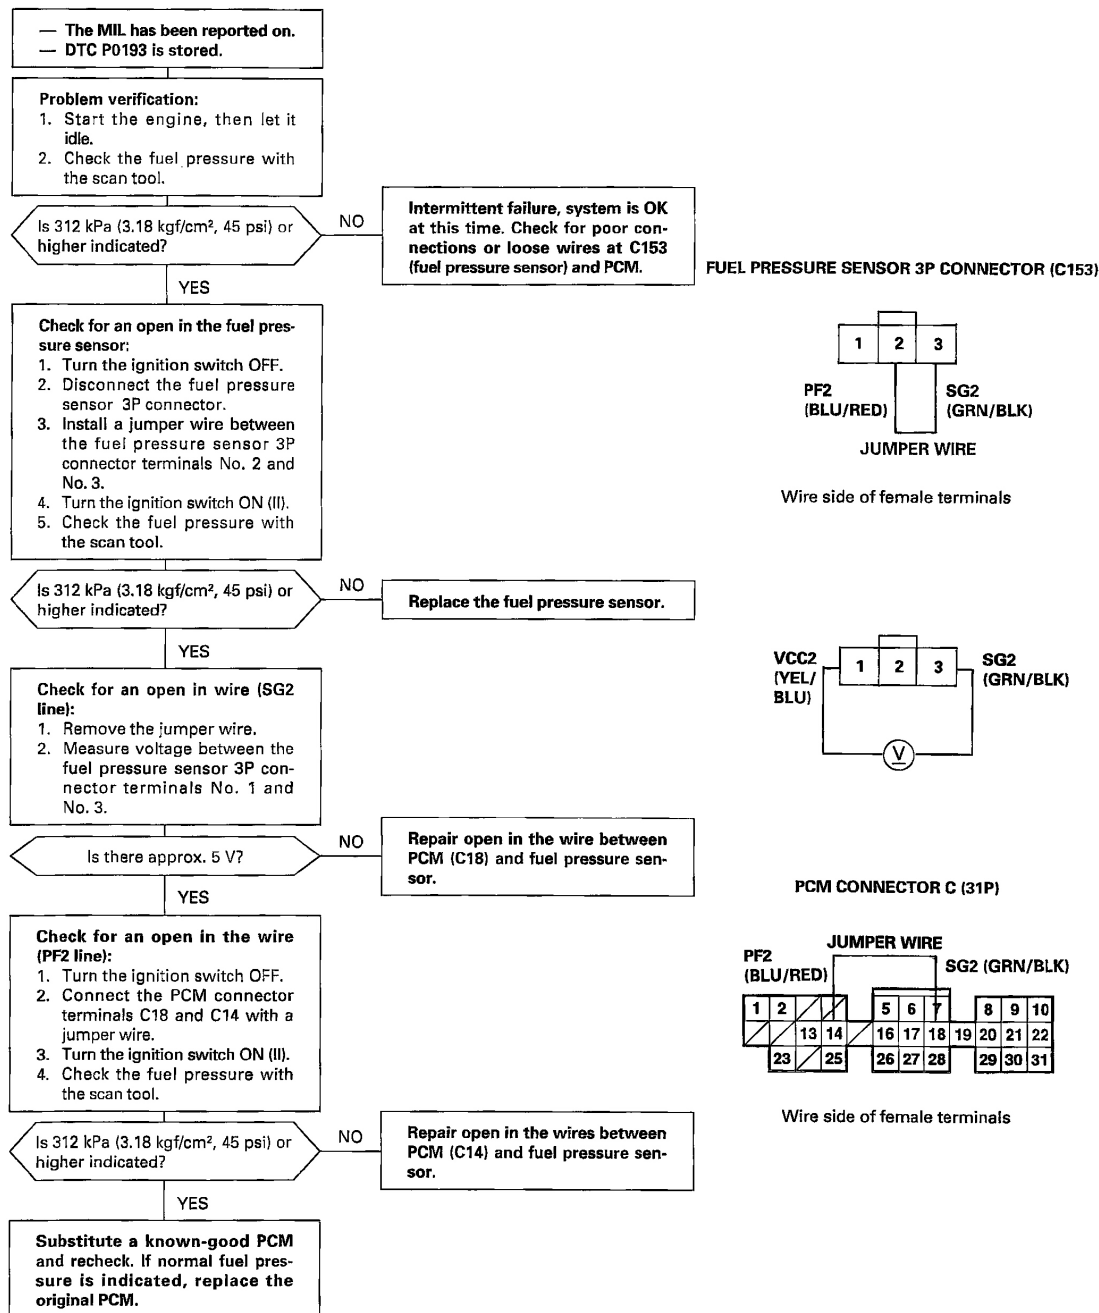 — The MIL has been reported on.
— DTC P0193 is stored.
Problem verification:
1. Start the engine, then let it
idle.
2. Check the fuel pressure with
the scan tool.
Is 312 kPa (3.18 kgf/cm², 45 psi) or
higher indicated?
NO
Intermittent failure, system is OK
at this time. Check for poor con-
nections or loose wires at C153
(fuel pressure sensor) and PCM.
YES
Check for an open in the fuel pres-
sure sensor:
1. Turn the ignition switch OFF.
2. Disconnect the fuel pressure
sensor 3P connector.
3. Install a jumper wire between
the fuel pressure sensor 3P
connector terminals No. 2 and
No. 3.
4. Turn the ignition switch ON (II).
5. Check the fuel pressure with
the scan tool.
FUEL PRESSURE SENSOR 3P CONNECTOR (C153)
1 2 3
PF2
(BLU/RED)
SG2
(GRN/BLK)
JUMPER WIRE
Wire side of female terminals
Is 312 kPa (3.18 kgf/cm², 45 psi) or
higher indicated?
NO
Replace the fuel pressure sensor.
YES
Check for an open in wire (SG2
line):
1. Remove the jumper wire.
2. Measure voltage between the
fuel pressure sensor 3P con-
nector terminals No. 1 and
No. 3.
VCC2
(YEL/
BLU)
1 2 3
SG2
(GRN/BLK)
V
Is there approx. 5 V?
NO
Repair open in the wire between
PCM (C18) and fuel pressure sen-
sor.
YES
Check for an open in the wire
(PF2 line):
1. Turn the ignition switch OFF.
2. Connect the PCM connector
terminals C18 and C14 with a
jumper wire.
3. Turn the ignition switch ON (II).
4. Check the fuel pressure with
the scan tool.
PCM CONNECTOR C (31P)
JUMPER WIRE
PF2
(BLU/RED)
SG2 (GRN/BLK)
1 2 5 6 7 8 9 10
13 14 16 17 18 19 20 21 22
23 25 26 27 28 29 30 31
Wire side of female terminals
Is 312 kPa (3.18 kgf/cm², 45 psi) or
higher indicated?
NO
Repair open in the wires between
PCM (C14) and fuel pressure sen-
sor.
YES
Substitute a known-good PCM
and recheck. If normal fuel pres-
sure is indicated, replace the
original PCM.